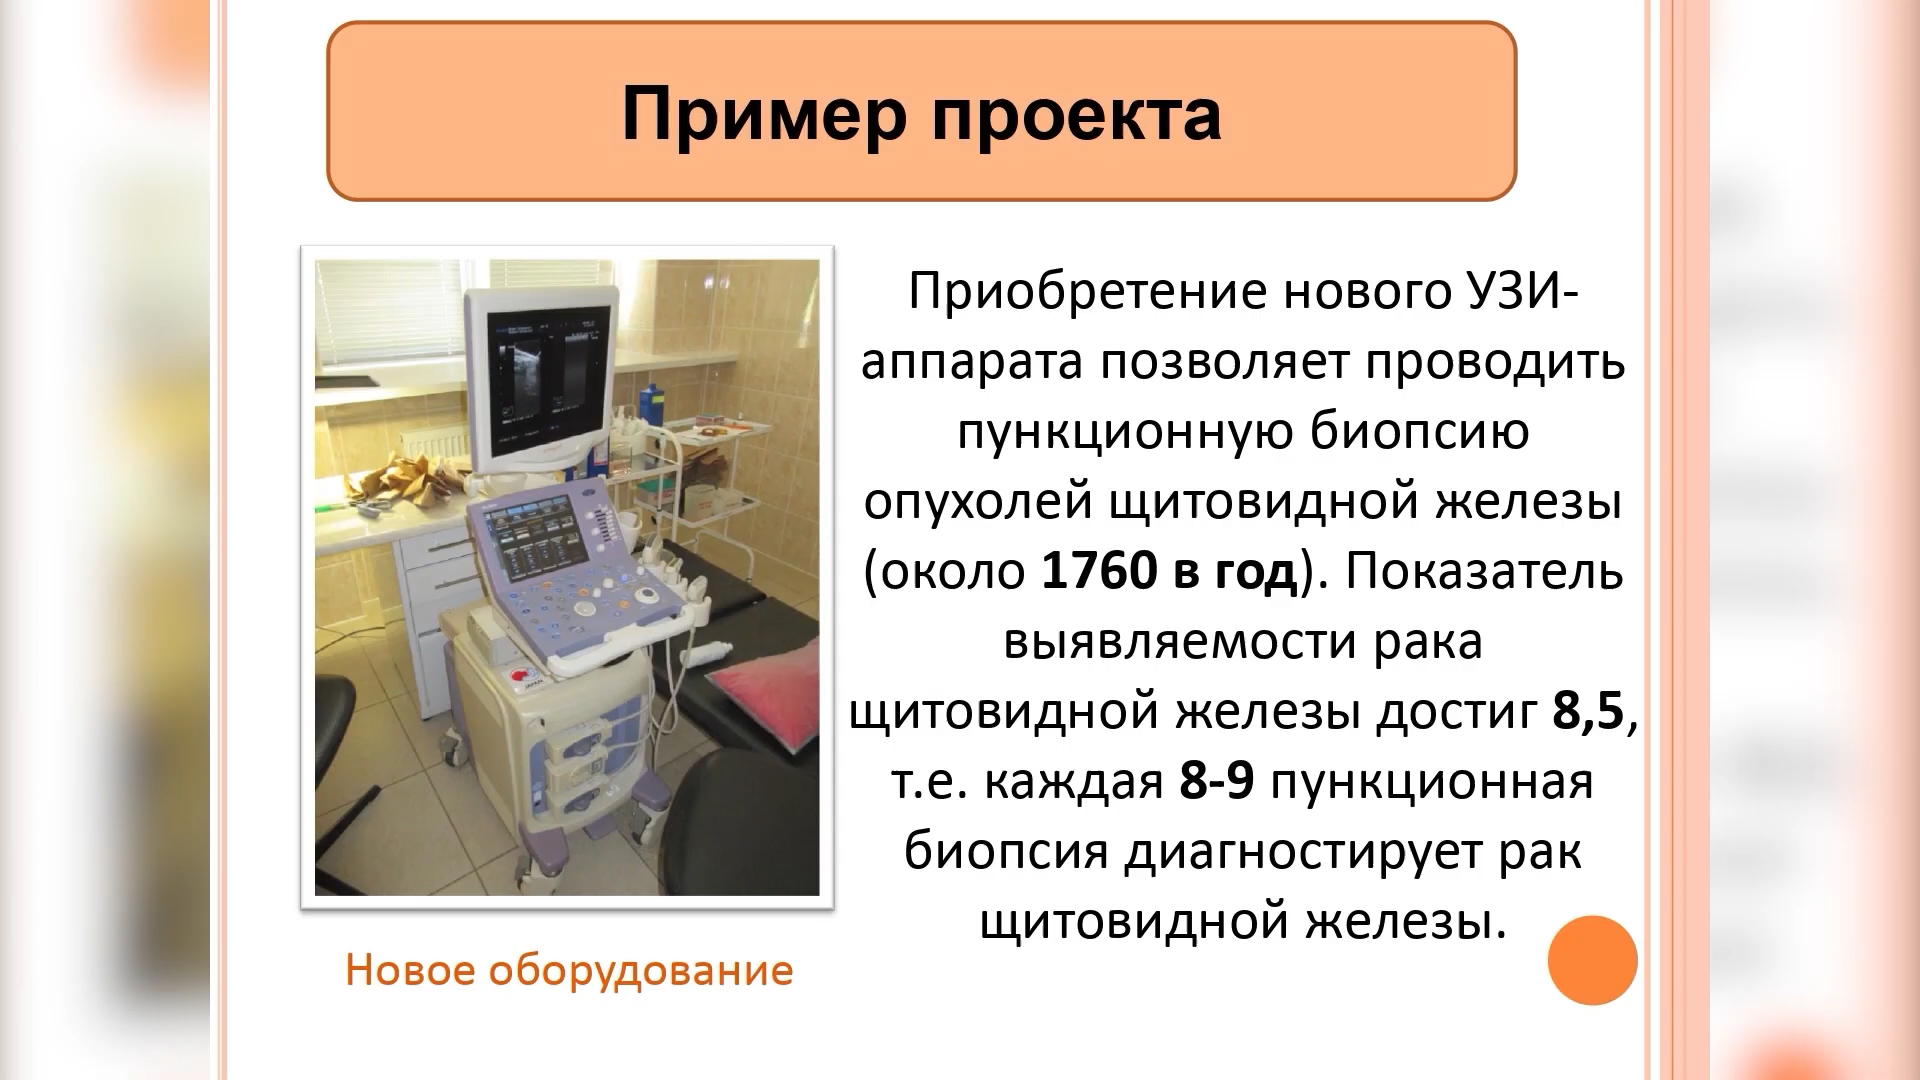 Пример проекта
Приобретение нового УЗИ-
аппарата позволяет проводить
пункционную биопсию
опухолей щитовидной железы
(около 1760 в год). Показатель
выявляемости рака
щитовидной железы достиг 8,5,
т.е. каждая 8-9 пункционная
биопсия диагностирует рак
щитовидной железы.
JAPAN
Новое оборудование